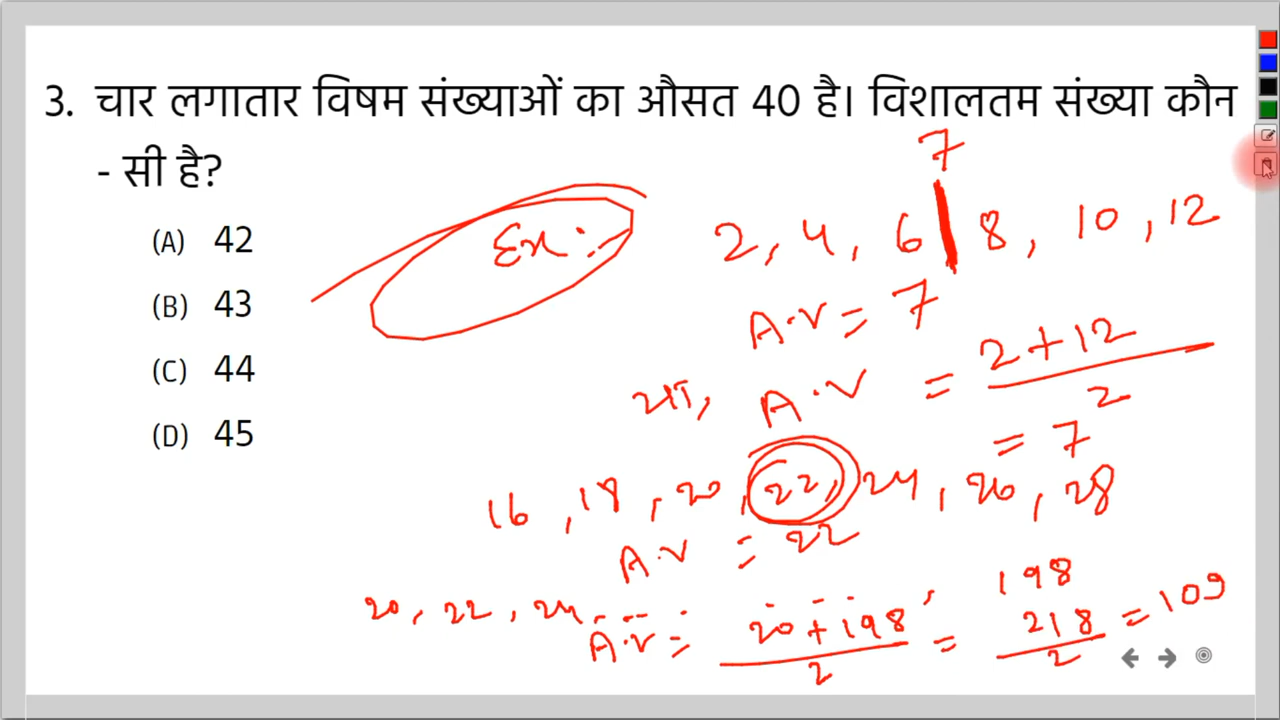 3. चार लगातार विषम संख्याओं का औसत 40 है। विशालतम संख्या कौन
- सी है?
(A) 42
(B) 43
(C) 44
(D) 45
Ex:-
7
2, 4, 6 8, 10, 12
A.V = 7
या, A.V = 2+12
2
= 7
16, 18, 20, 22, 24, 26, 28
A.V = 22
20, 22, 24, ------, 198
A.V = 20+198 = 218 = 109
2 2